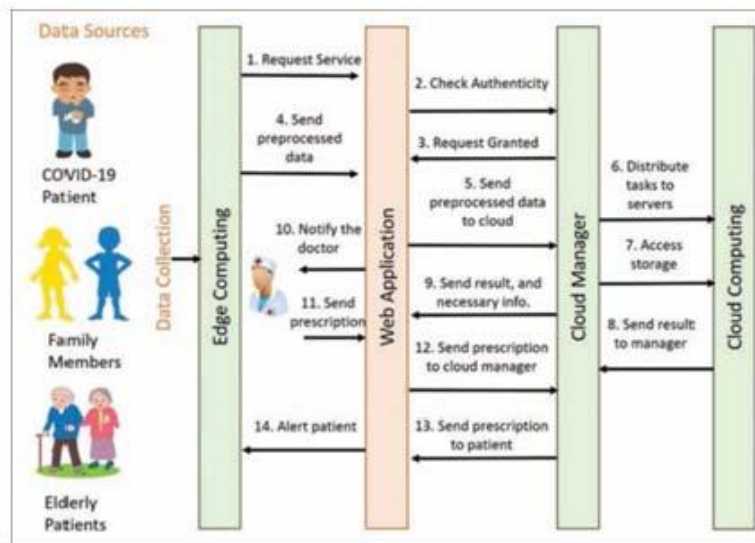 Data Sources
COVID-19
Patient
Family
Members
Elderly
Patients
Data Collection
Edge Computing
1. Request Service
4. Send
preprocessed
data
10. Notify the
doctor
11. Send
prescription
14. Alert patient
Web Application
2. Check Authenticity
3. Request Granted
5. Send
preprocessed data
to cloud
9. Send result, and
necessary info.
12. Send prescription
to cloud manager
13. Send prescription
to patient
Cloud Manager
6. Distribute
tasks to
servers
7. Access
storage
8. Send result
to manager
Cloud Computing